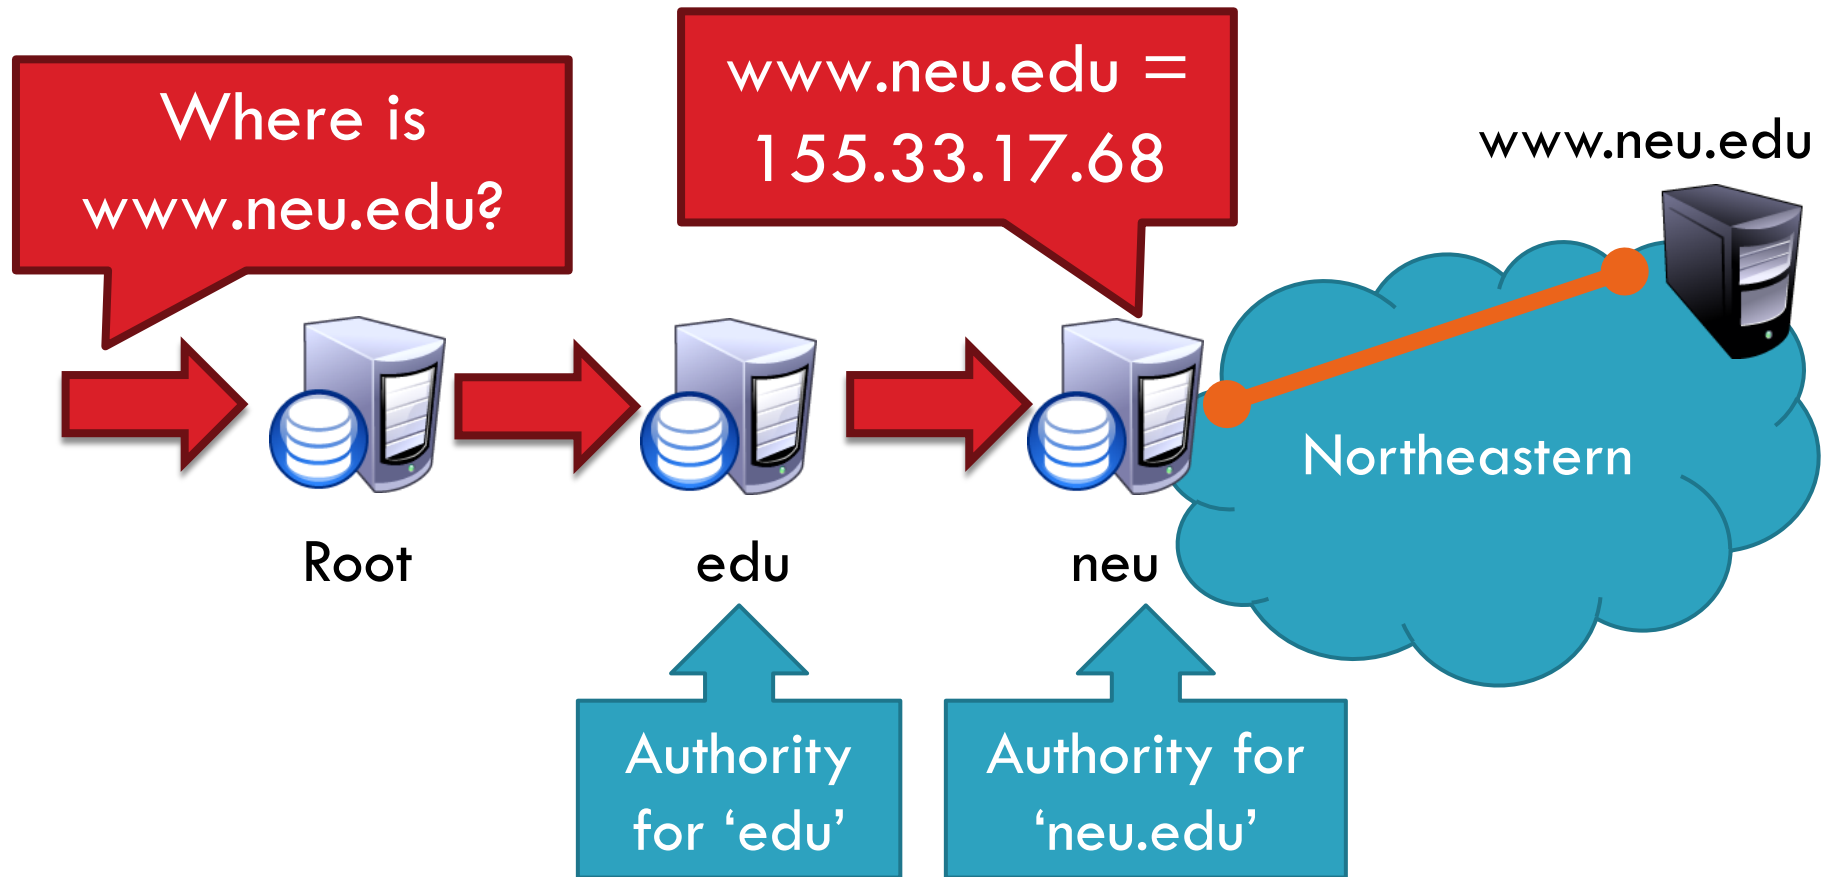 Where is
www.neu.edu?
www.neu.edu =
155.33.17.68
www.neu.edu
Northeastern
Root
edu
neu
Authority
for ‘edu’
Authority for
‘neu.edu’